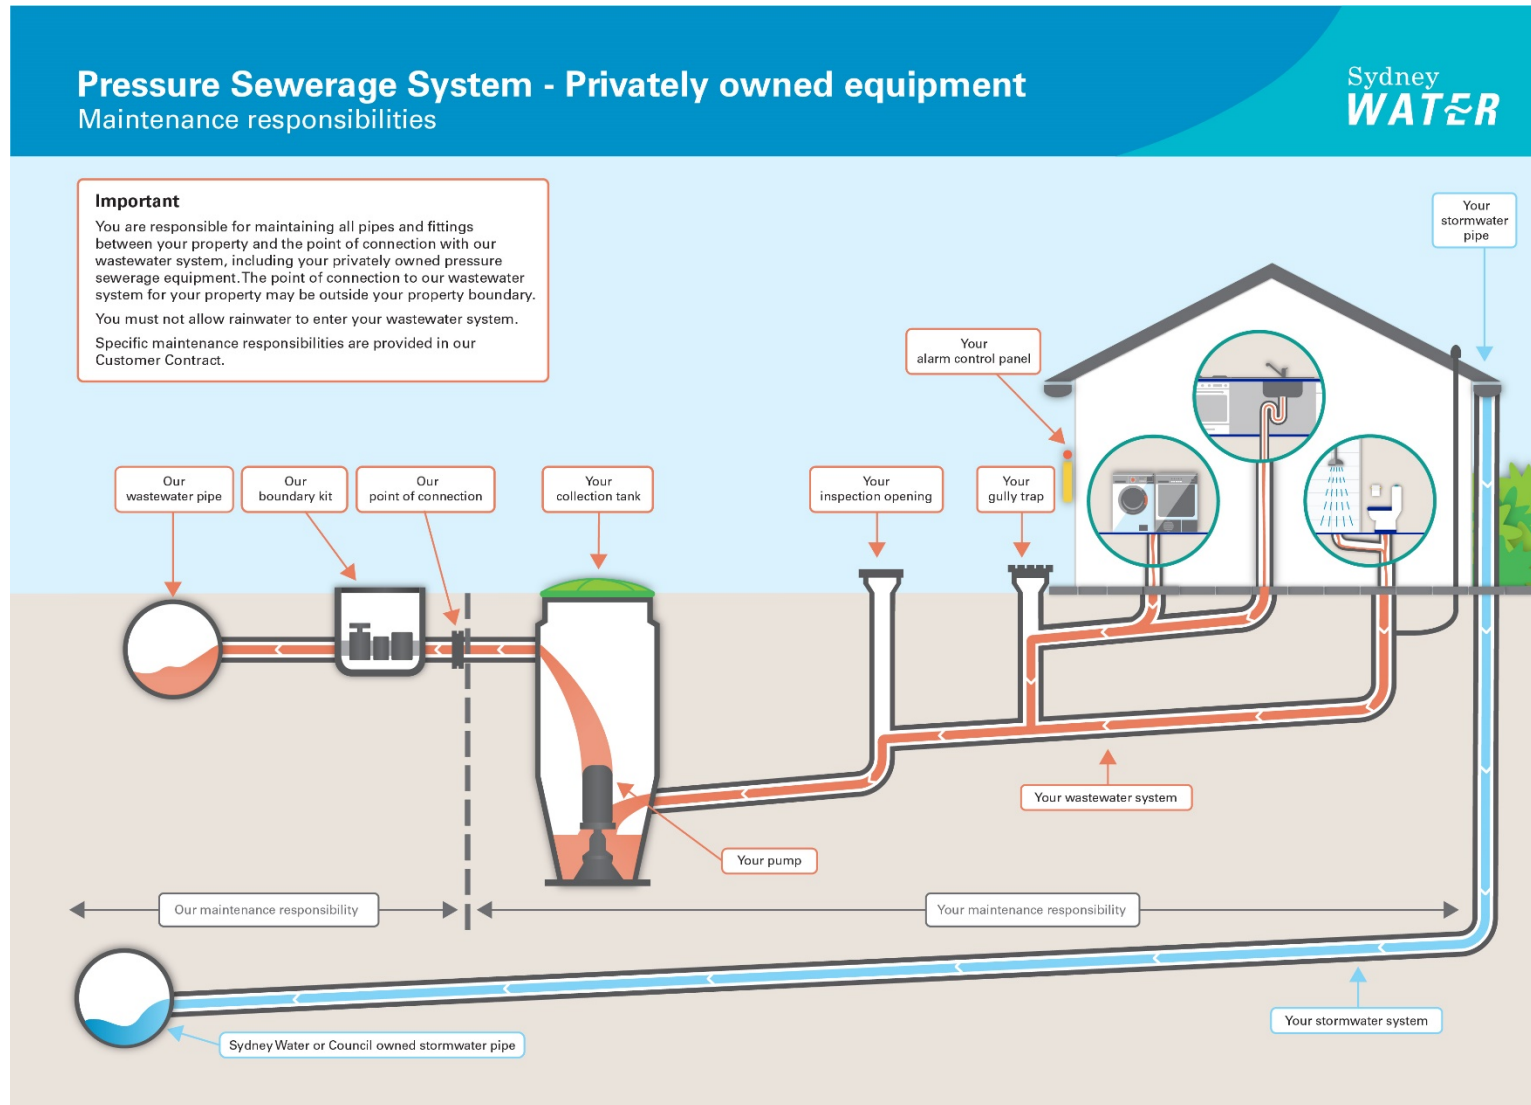 Pressure Sewerage System - Privately owned equipment
Maintenance responsibilities
Sydney
WATER
Important
You are responsible for maintaining all pipes and fittings
between your property and the point of connection with our
wastewater system, including your privately owned pressure
sewerage equipment. The point of connection to our wastewater
system for your property may be outside your property boundary.
You must not allow rainwater to enter your wastewater system.
Specific maintenance responsibilities are provided in our
Customer Contract.
Your
stormwater
pipe
Your
alarm control panel
Our
wastewater pipe
Our
boundary kit
Our
point of connection
Your
collection tank
Your
inspection opening
Your
gully trap
Your wastewater system
Your pump
Our maintenance responsibility
Your maintenance responsibility
Your stormwater system
Sydney Water or Council owned stormwater pipe